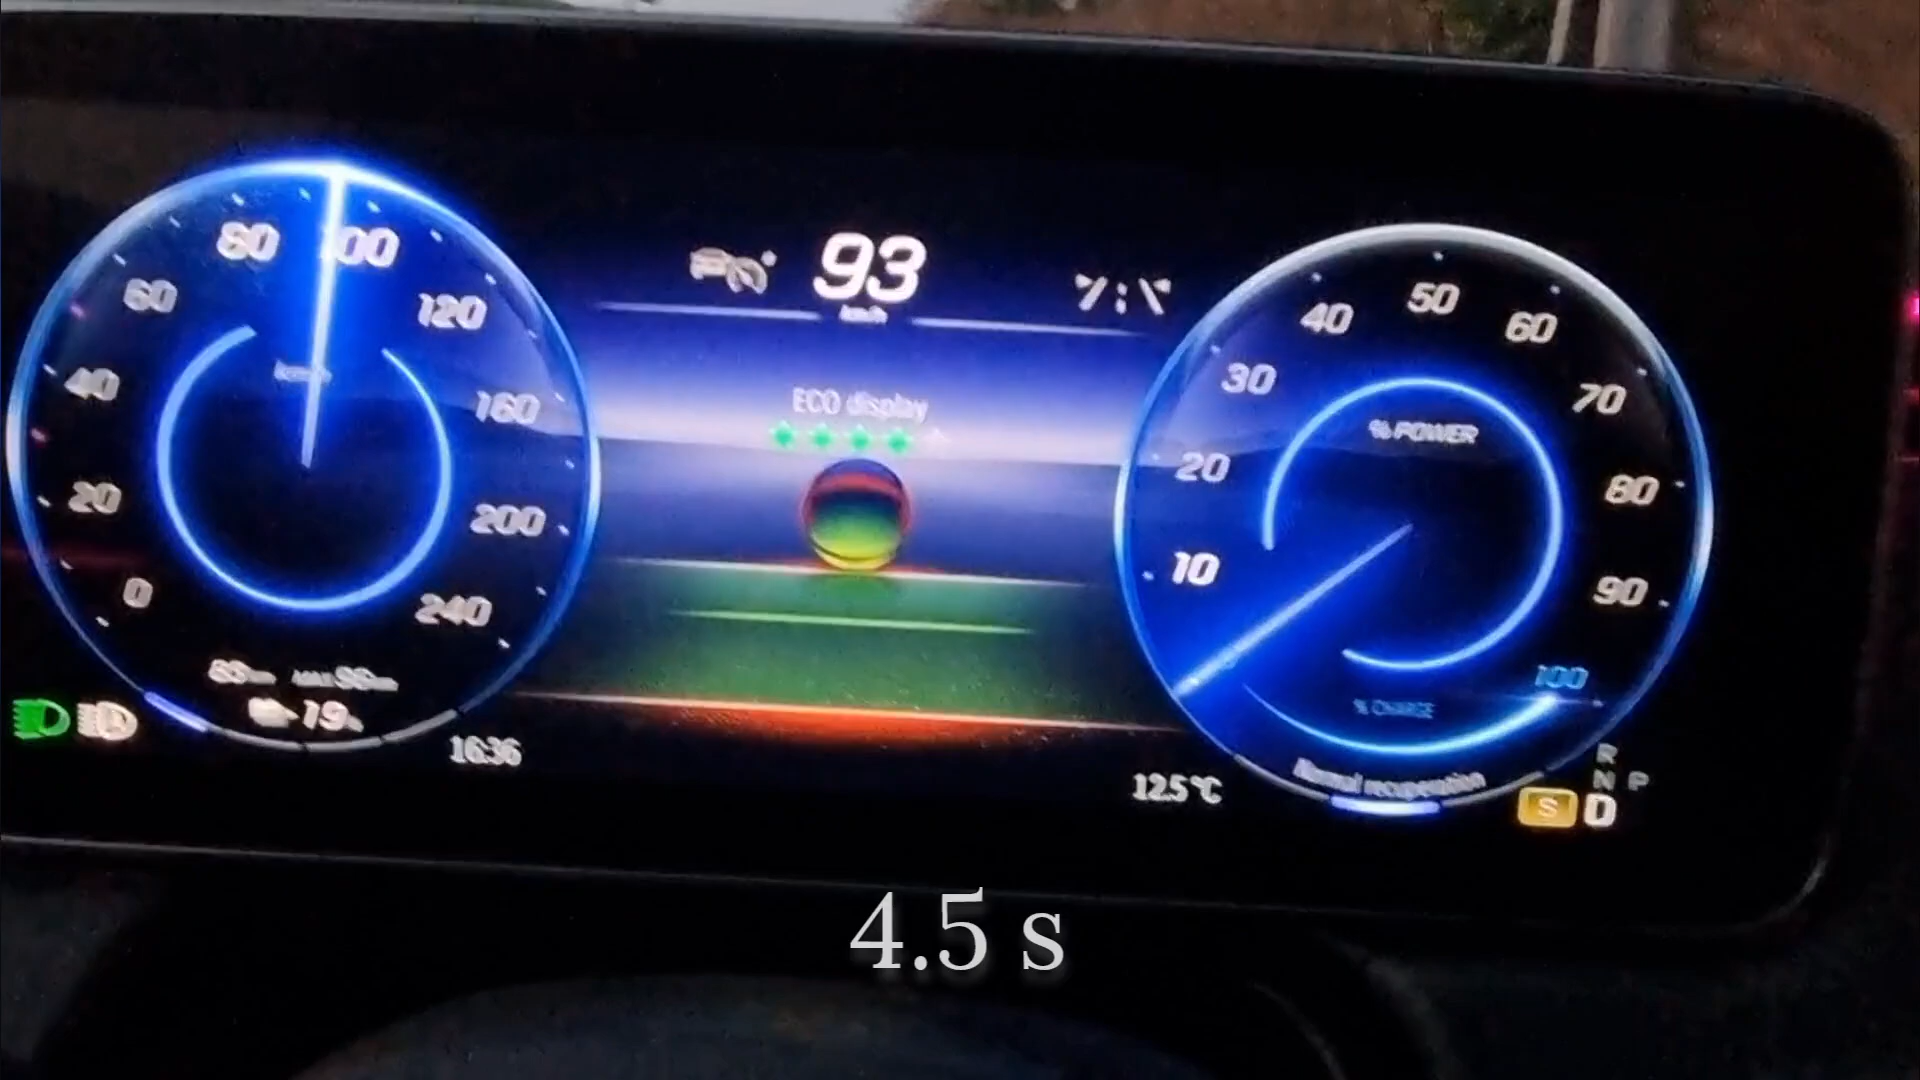 93
km/h
80 100
60 120
40 160
20 200
0 240
km/h
19%
16:36
ECO display
% POWER
40 50 60
30 70
20 80
10 90
100
% CHARGE
Normal recuperation
12.5°C
R
N P
S D
4.5 s